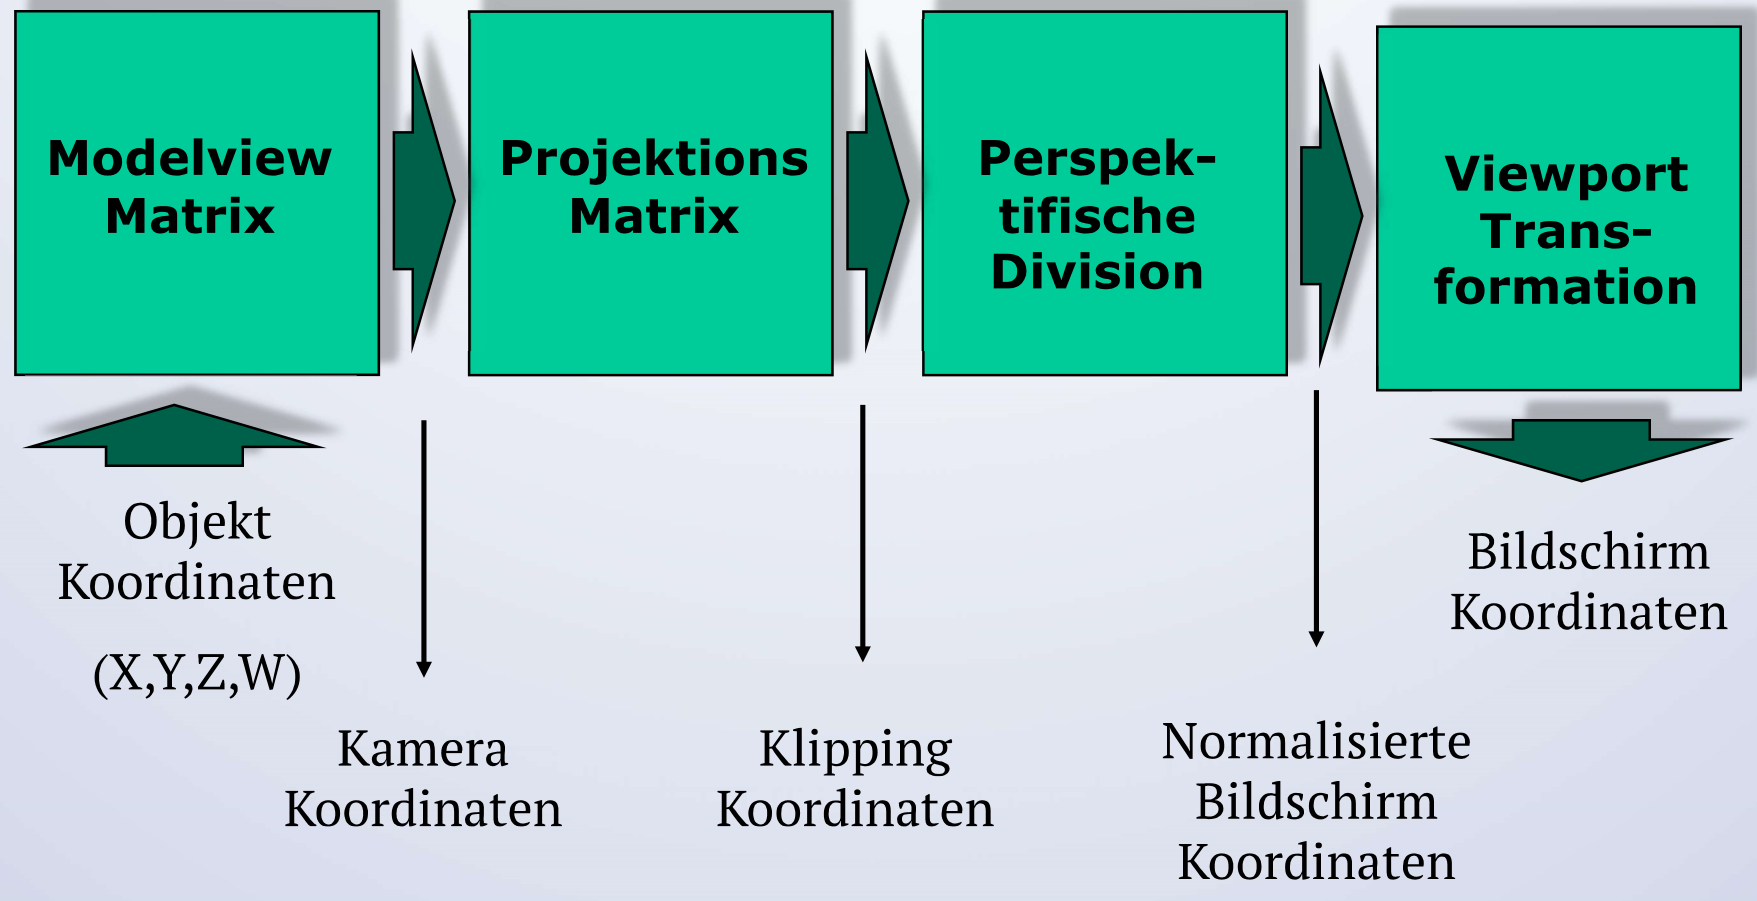 Modelview
Matrix
Projektions
Matrix
Perspek-
tifische
Division
Viewport
Trans-
formation
Objekt
Koordinaten
(X,Y,Z,W)
Kamera
Koordinaten
Klipping
Koordinaten
Normalisierte
Bildschirm
Koordinaten
Bildschirm
Koordinaten